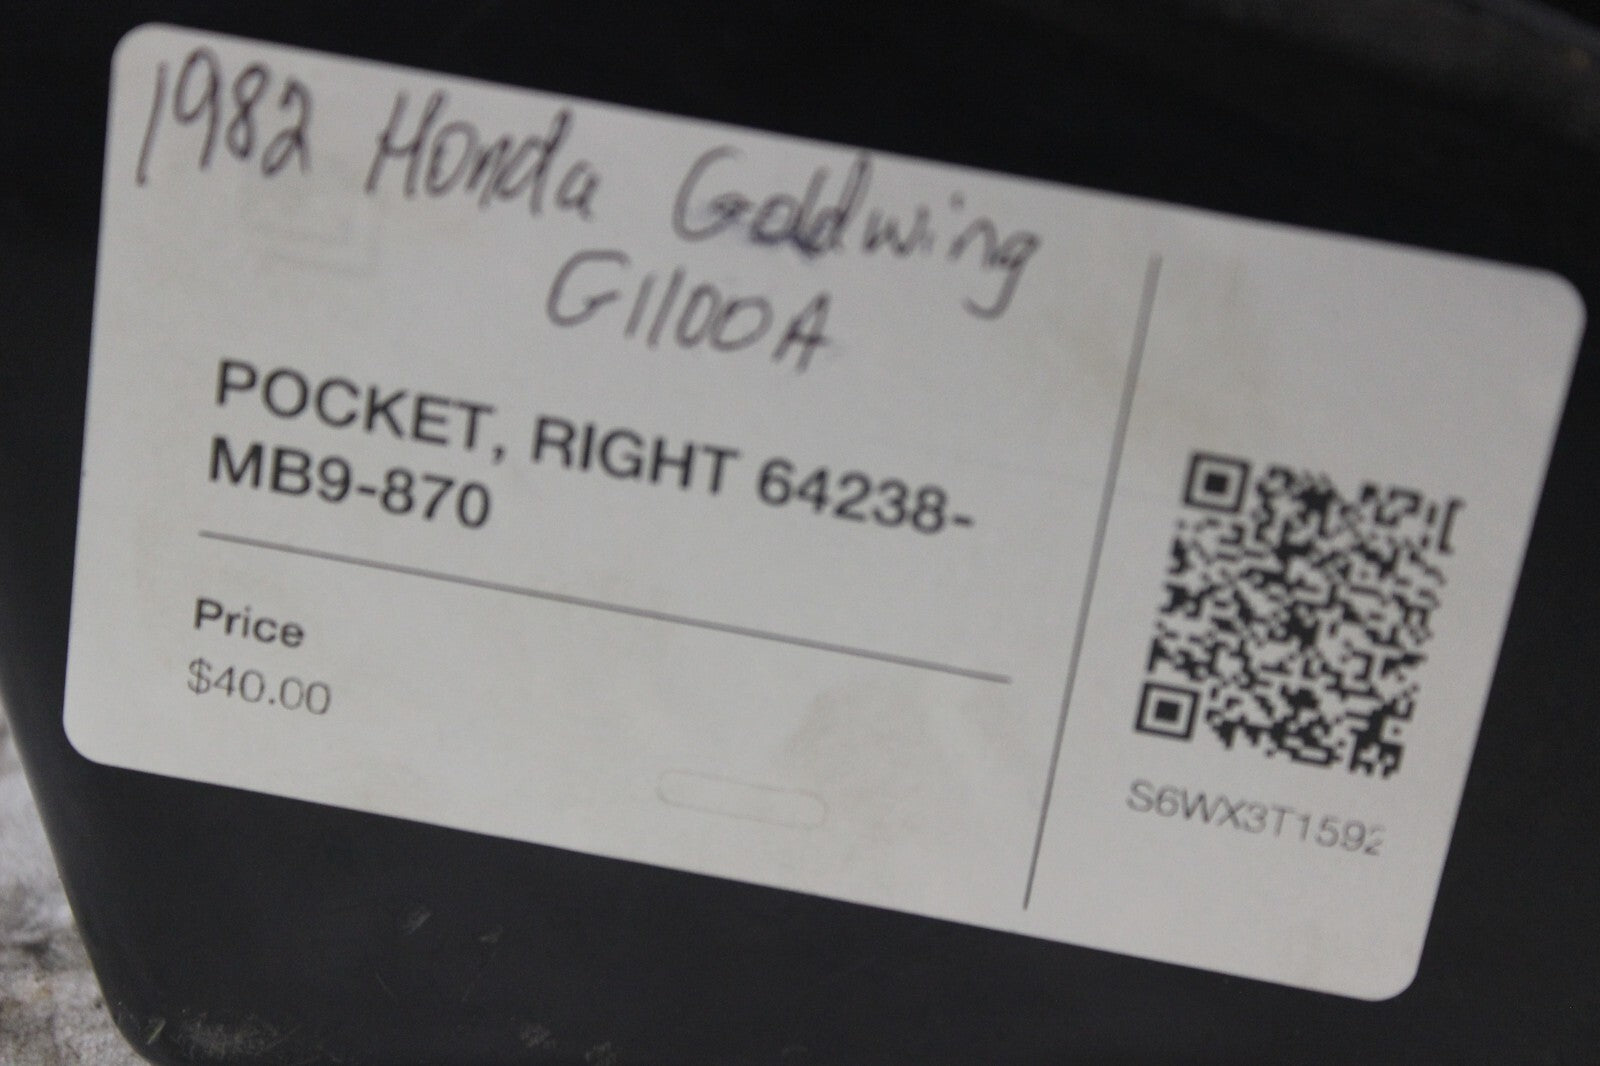 1982 Honda Goldwing
G1100A
POCKET, RIGHT 64238-
MB9-870
Price
$40.00
S6WX3T1592